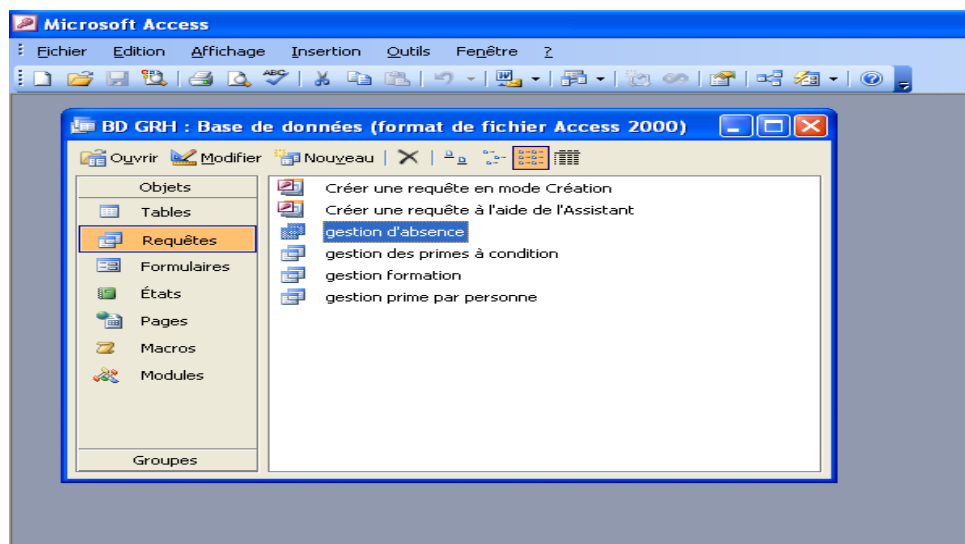 Microsoft Access
Fichier Edition Affichage Insertion Outils Fenêtre ?
BD GRH : Base de données (format de fichier Access 2000)
Ouvrir Modifier Nouveau
Objets
Tables
Requêtes
Formulaires
États
Pages
Macros
Modules
Groupes
Créer une requête en mode Création
Créer une requête à l'aide de l'Assistant
gestion d'absence
gestion des primes à condition
gestion formation
gestion prime par personne